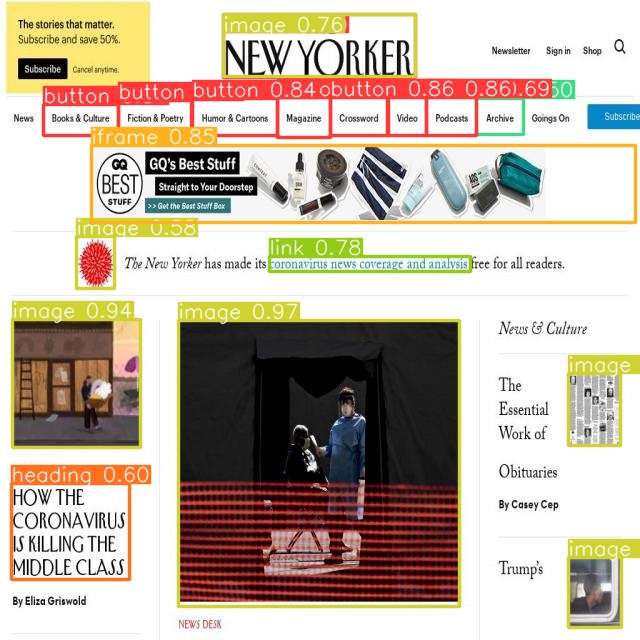 The stories that matter.
Subscribe and save 50%.
Subscribe
Cancel anytime.
image 0.76
NEW YORKER
Newsletter
Sign in
Shop
button
button
button 0.84
button 0.86
0.86
.69
50
News
Books & Culture
Fiction & Poetry
Humor & Cartoons
Magazine
Crossword
Video
Podcasts
Archive
Goings On
Subscribe
iframe 0.85
GQ
BEST
STUFF
GQ's Best Stuff
Straight to Your Doorstep
>> Get the Best Stuff Box
image 0.58
link 0.78
The New Yorker has made its coronavirus news coverage and analysis free for all readers.
image 0.94
image 0.97
News & Culture
image
The
Essential
Work of
Obituaries
By Casey Cep
heading 0.60
HOW THE
CORONAVIRUS
IS KILLING THE
MIDDLE CLASS
By Eliza Griswold
image
Trump's
NEWS DESK